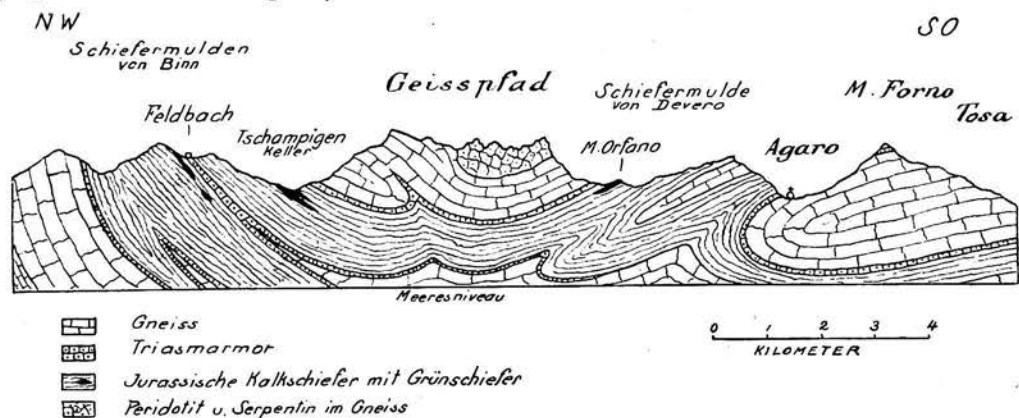 NW
SO
Schiefermulden
von Binn
Geisspfad
Schiefermulde
von Devero
M. Forno
Tosa
Feldbach
Tschampigen
Keller
M. Orfano
Agaro
Meeresniveau
Gneiss
Triasmarmor
Jurassische Kalkschiefer mit Grünschiefer
Peridotit u. Serpentin im Gneiss
0 1 2 3 4
KILOMETER